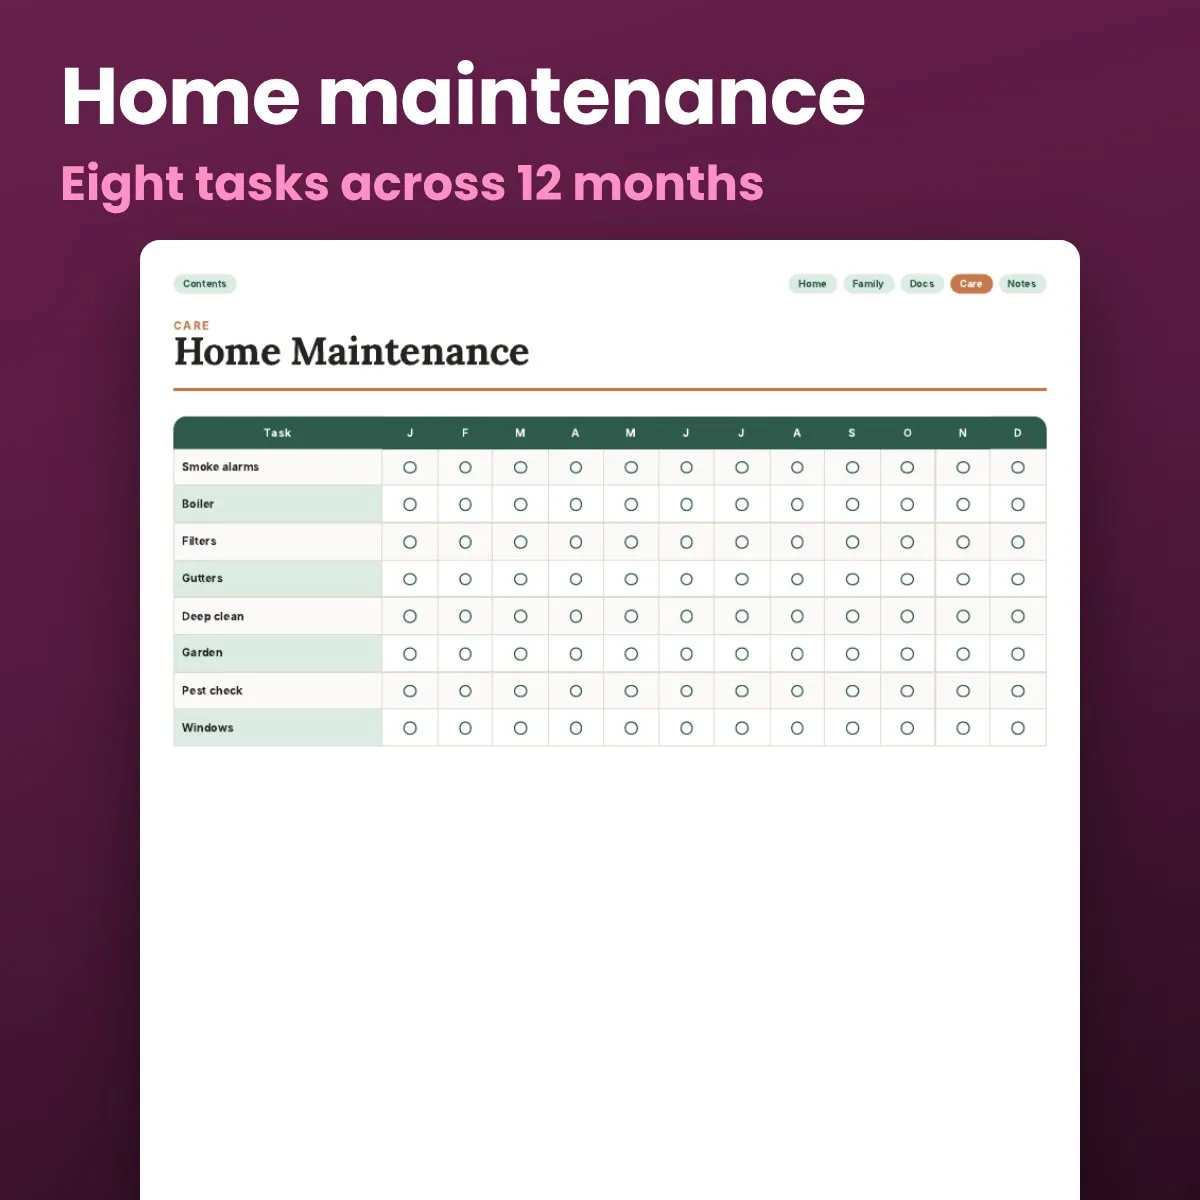 Home maintenance
Eight tasks across 12 months
Contents Home Family Docs Care Notes
CARE
Home Maintenance
Task J F M A M J J A S O N D
Smoke alarms
Boiler
Filters
Gutters
Deep clean
Garden
Pest check
Windows